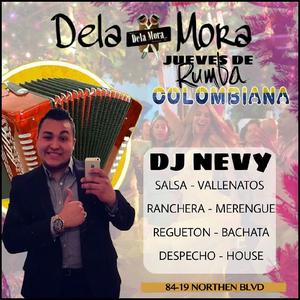 Dela Mora
Dela Mora
JUEVES DE
Rumba
COLOMBIANA
DJ NEVY
SALSA - VALLENATOS
RANCHERA - MERENGUE
REGUETON - BACHATA
DESPECHO - HOUSE
84-19 NORTHEN BLVD